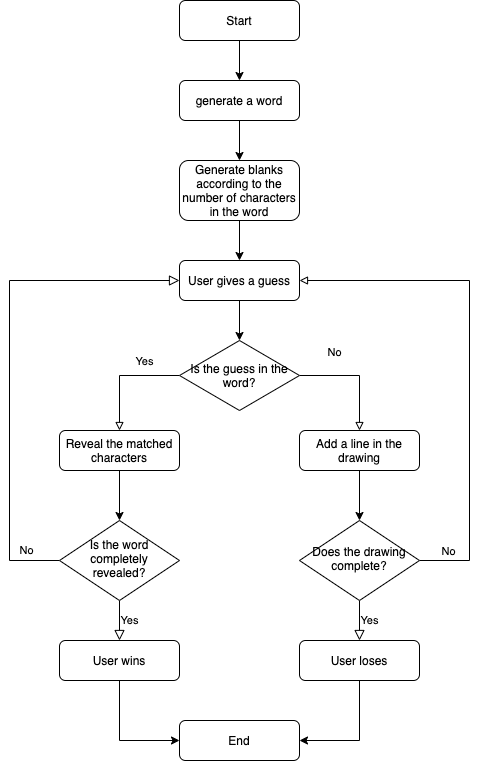 Start
generate a word
Generate blanks
according to the
number of characters
in the word
User gives a guess
Is the guess in the
word?
Yes
No
Reveal the matched
characters
Add a line in the
drawing
Is the word
completely
revealed?
Does the drawing
complete?
No
No
Yes
Yes
User wins
User loses
End